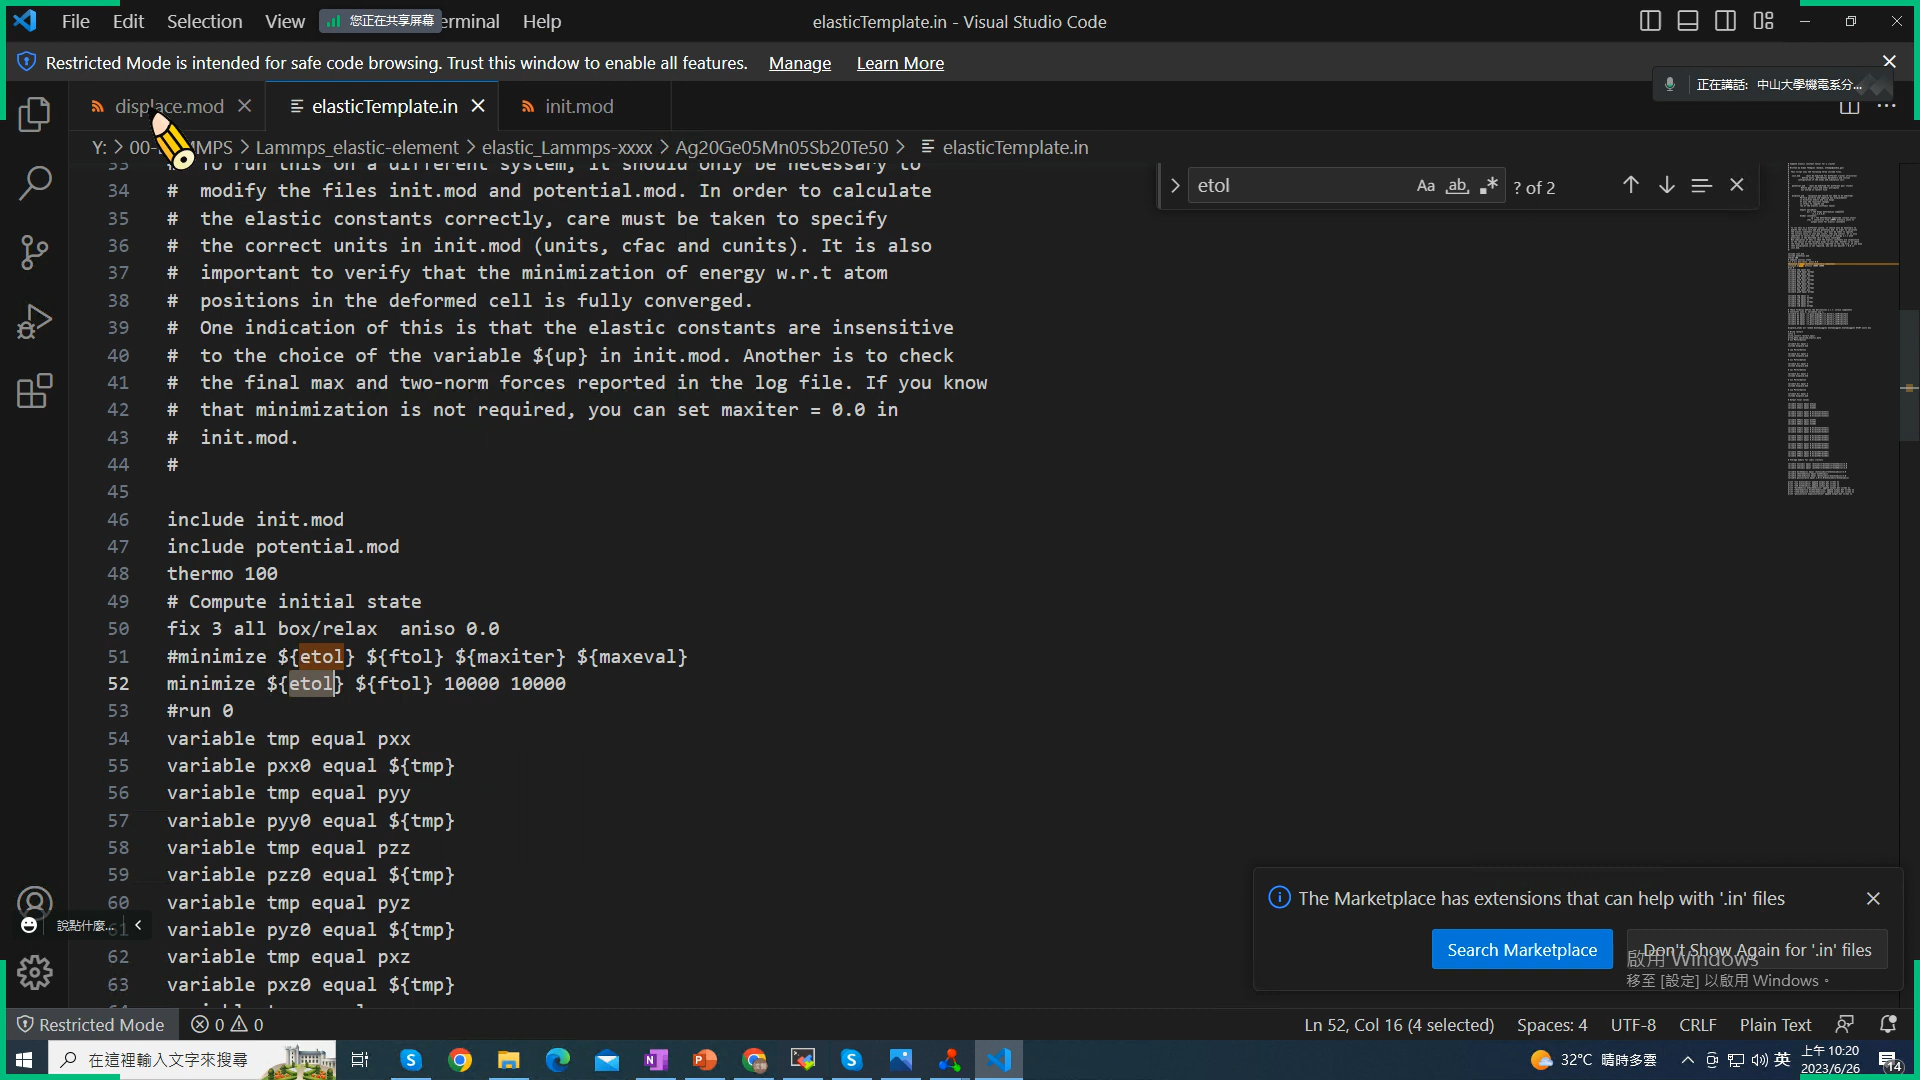 File Edit Selection View 您正在共享屏幕 erminal Help
elasticTemplate.in - Visual Studio Code
Restricted Mode is intended for safe code browsing. Trust this window to enable all features. Manage Learn More
正在講話: 中山大學機電系分...
displace.mod elasticTemplate.in init.mod
Y: > 00- MMPS > Lammps_elastic-element > elastic_Lammps-xxxx > Ag20Ge05Mn05Sb20Te50 > elasticTemplate.in
etol Aa ab .* ? of 2
33 # To run this on a different system, it should only be necessary to
34 # modify the files init.mod and potential.mod. In order to calculate
35 # the elastic constants correctly, care must be taken to specify
36 # the correct units in init.mod (units, cfac and cunits). It is also
37 # important to verify that the minimization of energy w.r.t atom
38 # positions in the deformed cell is fully converged.
39 # One indication of this is that the elastic constants are insensitive
40 # to the choice of the variable ${up} in init.mod. Another is to check
41 # the final max and two-norm forces reported in the log file. If you know
42 # that minimization is not required, you can set maxiter = 0.0 in
43 # init.mod.
44 #
45
46 include init.mod
47 include potential.mod
48 thermo 100
49 # Compute initial state
50 fix 3 all box/relax  aniso 0.0
51 #minimize ${etol} ${ftol} ${maxiter} ${maxeval}
52 minimize ${etol} ${ftol} 10000 10000
53 #run 0
54 variable tmp equal pxx
55 variable pxx0 equal ${tmp}
56 variable tmp equal pyy
57 variable pyy0 equal ${tmp}
58 variable tmp equal pzz
59 variable pzz0 equal ${tmp}
60 variable tmp equal pyz
61 variable pyz0 equal ${tmp}
62 variable tmp equal pxz
63 variable pxz0 equal ${tmp}
說點什麼...
The Marketplace has extensions that can help with '.in' files
Search Marketplace Don't Show Again for '.in' files
啟用 Windows
移至 [設定] 以啟用 Windows。
Restricted Mode 0 0
Ln 52, Col 16 (4 selected) Spaces: 4 UTF-8 CRLF Plain Text
在這裡輸入文字來搜尋
32°C 晴時多雲 英 上午 10:20
2023/6/26 14